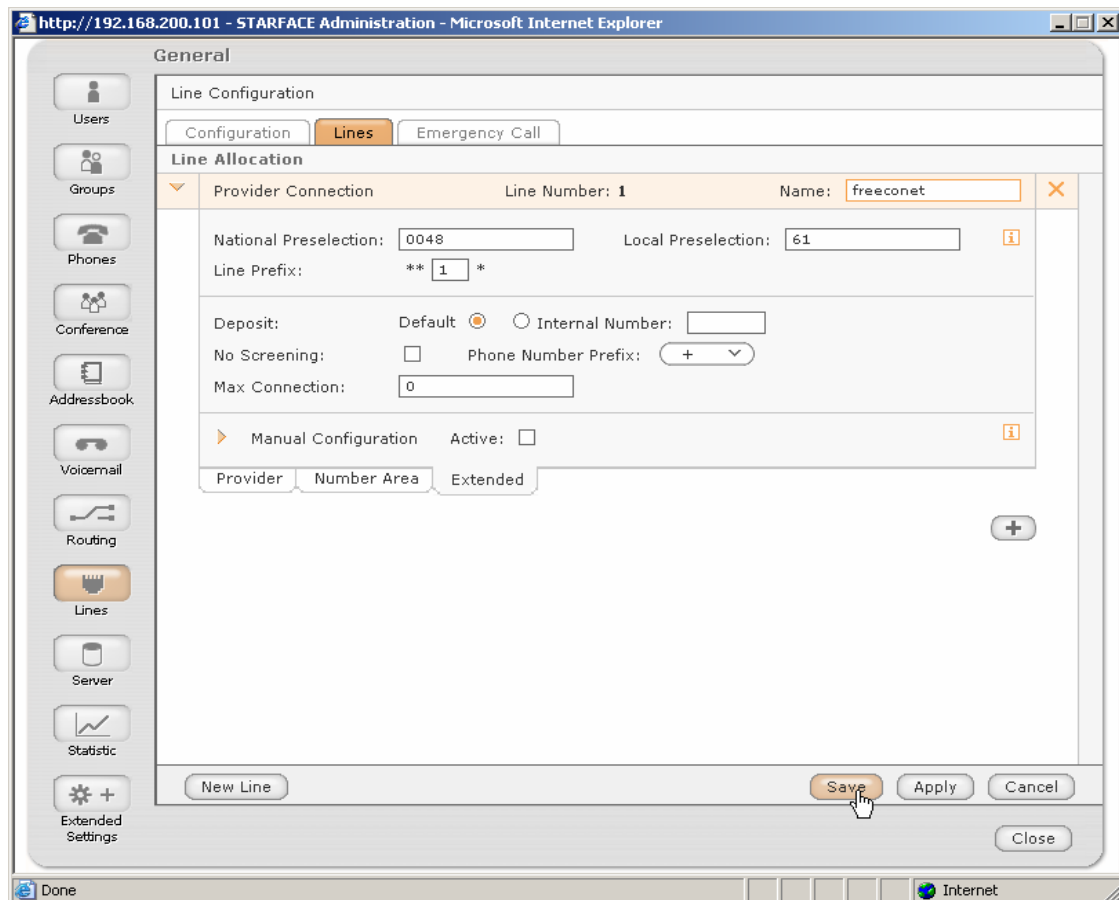 http://192.168.200.101 - STARFACE Administration - Microsoft Internet Explorer
General
Users
Groups
Phones
Conference
Addressbook
Voicemail
Routing
Lines
Server
Statistic
Extended
Settings
Line Configuration
Configuration Lines Emergency Call
Line Allocation
Provider Connection Line Number: 1 Name: freeconet
National Preselection: 0048 Local Preselection: 61
Line Prefix: ** 1 *
Deposit: Default Internal Number:
No Screening: Phone Number Prefix: +
Max Connection: 0
Manual Configuration Active:
Provider Number Area Extended
New Line Save Apply Cancel
Close
Done Internet